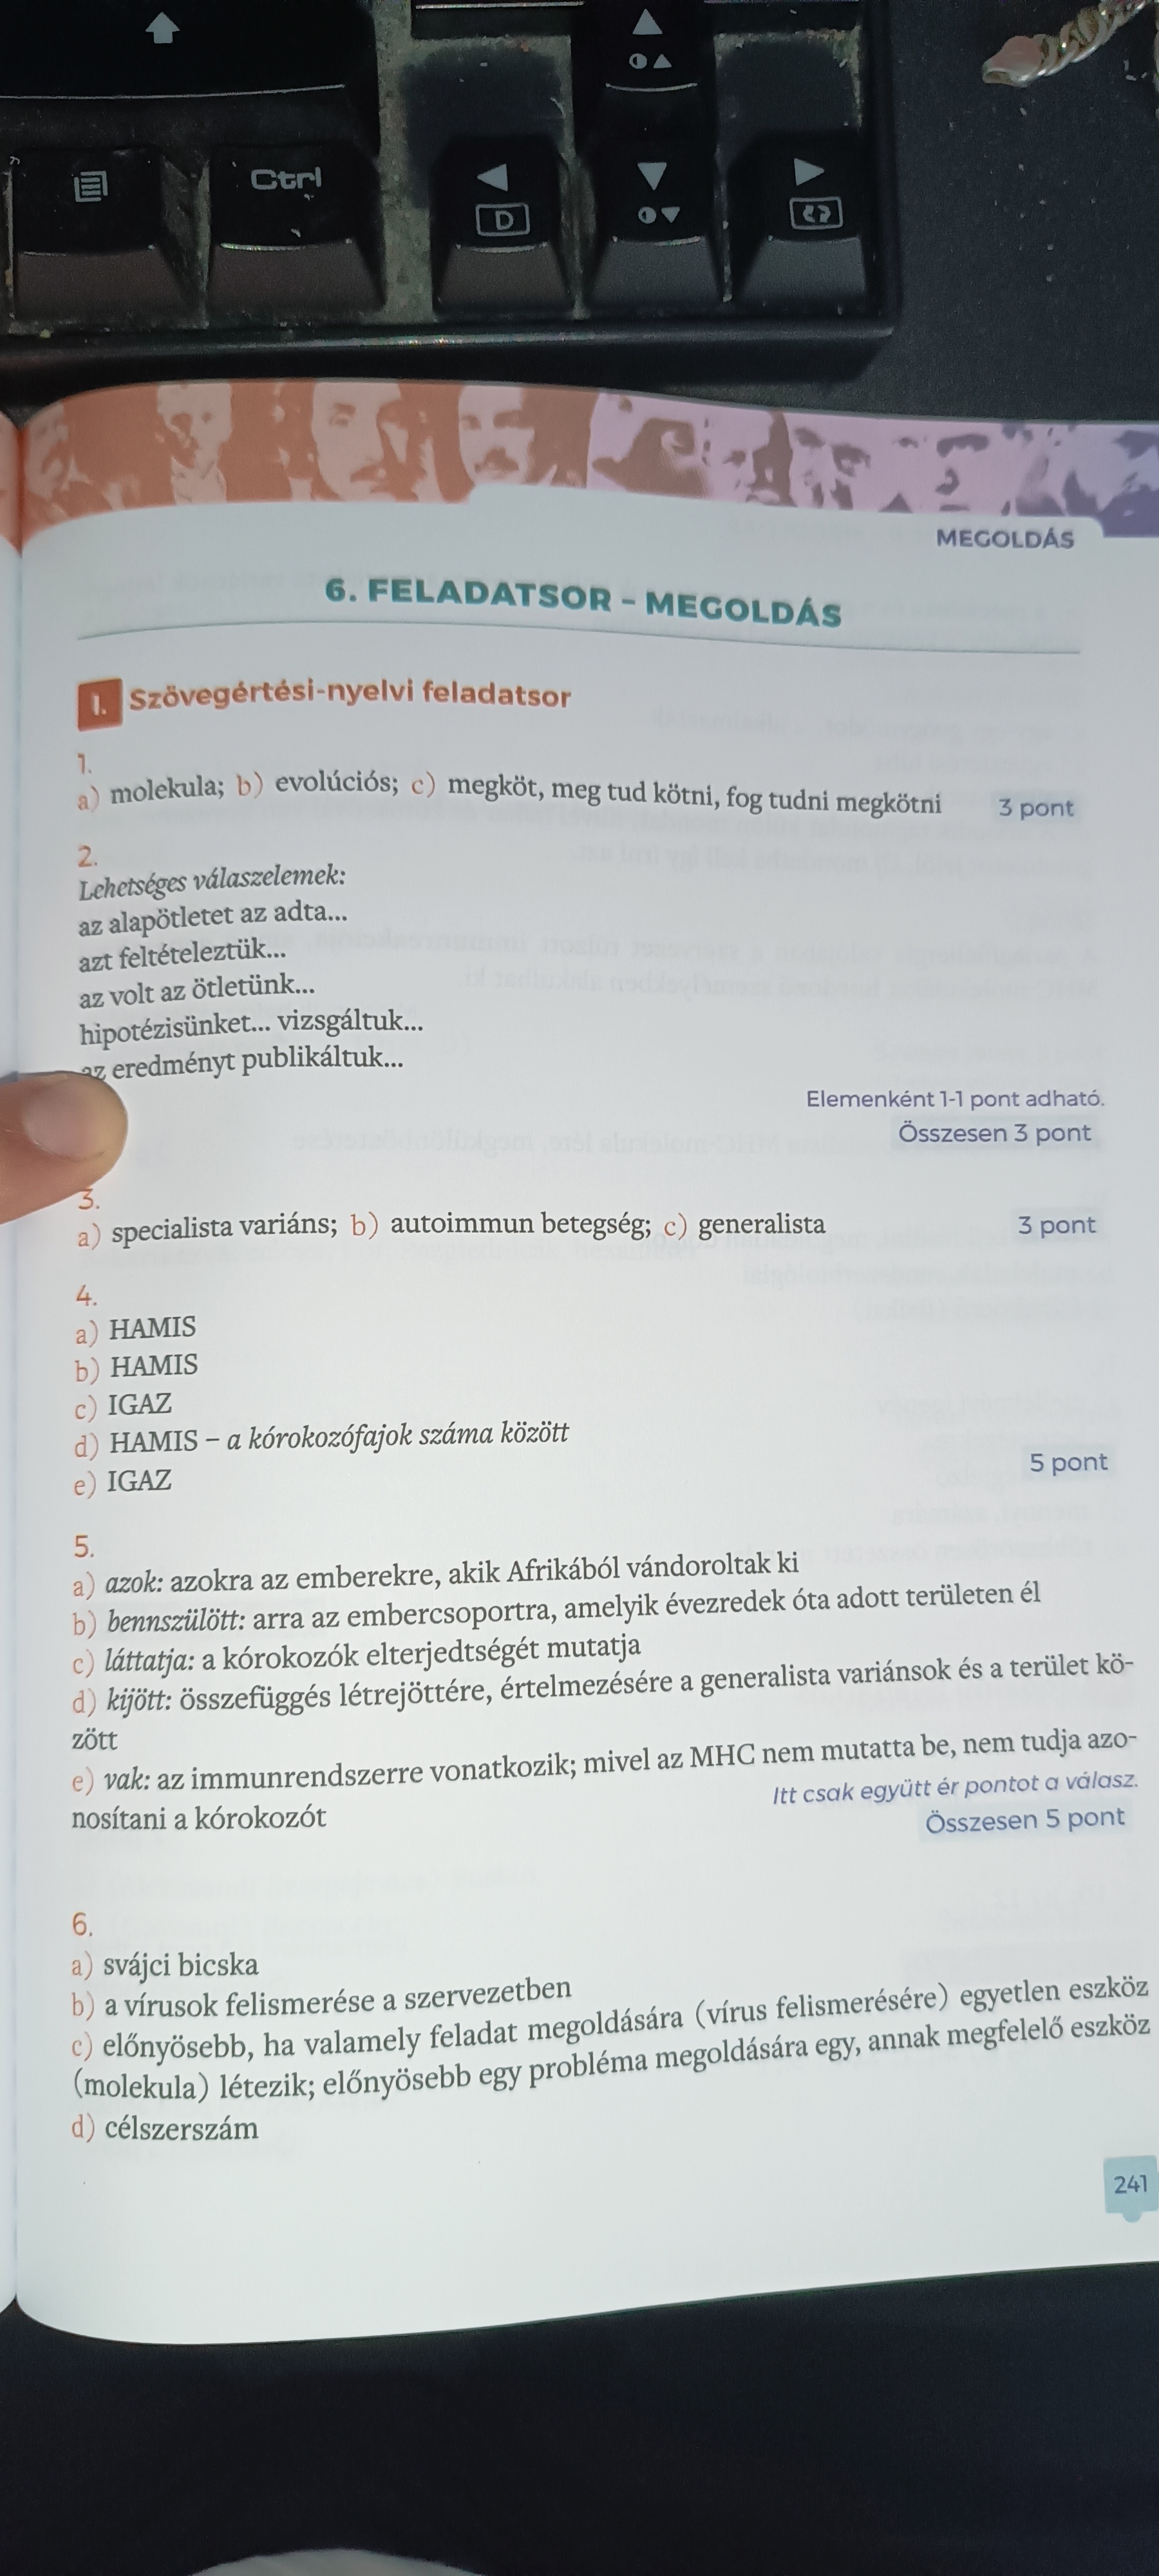 Ctrl
D
MEGOLDÁS
6. FELADATSOR – MEGOLDÁS
I. Szövegértési-nyelvi feladatsor
1.
a) molekula; b) evolúciós; c) megköt, meg tud kötni, fog tudni megkötni 3 pont
2.
Lehetséges válaszelemek:
az alapötletet az adta...
azt feltételeztük...
az volt az ötletünk...
hipotézisünket... vizsgáltuk...
az eredményt publikáltuk...
Elemenként 1-1 pont adható.
Összesen 3 pont
3.
a) specialista variáns; b) autoimmun betegség; c) generalista 3 pont
4.
a) HAMIS
b) HAMIS
c) IGAZ
d) HAMIS – a kórokozófajok száma között
e) IGAZ 5 pont
5.
a) azok: azokra az emberekre, akik Afrikából vándoroltak ki
b) bennszülött: arra az embercsoportra, amelyik évezredek óta adott területen él
c) láttatja: a kórokozók elterjedtségét mutatja
d) kijött: összefüggés létrejöttére, értelmezésére a generalista variánsok és a terület kö-
zött
e) vak: az immunrendszerre vonatkozik; mivel az MHC nem mutatta be, nem tudja azo-
nosítani a kórokozót
Itt csak együtt ér pontot a válasz.
Összesen 5 pont
6.
a) svájci bicska
b) a vírusok felismerése a szervezetben
c) előnyösebb, ha valamely feladat megoldására (vírus felismerésére) egyetlen eszköz
(molekula) létezik; előnyösebb egy probléma megoldására egy, annak megfelelő eszköz
d) célszerszám
241